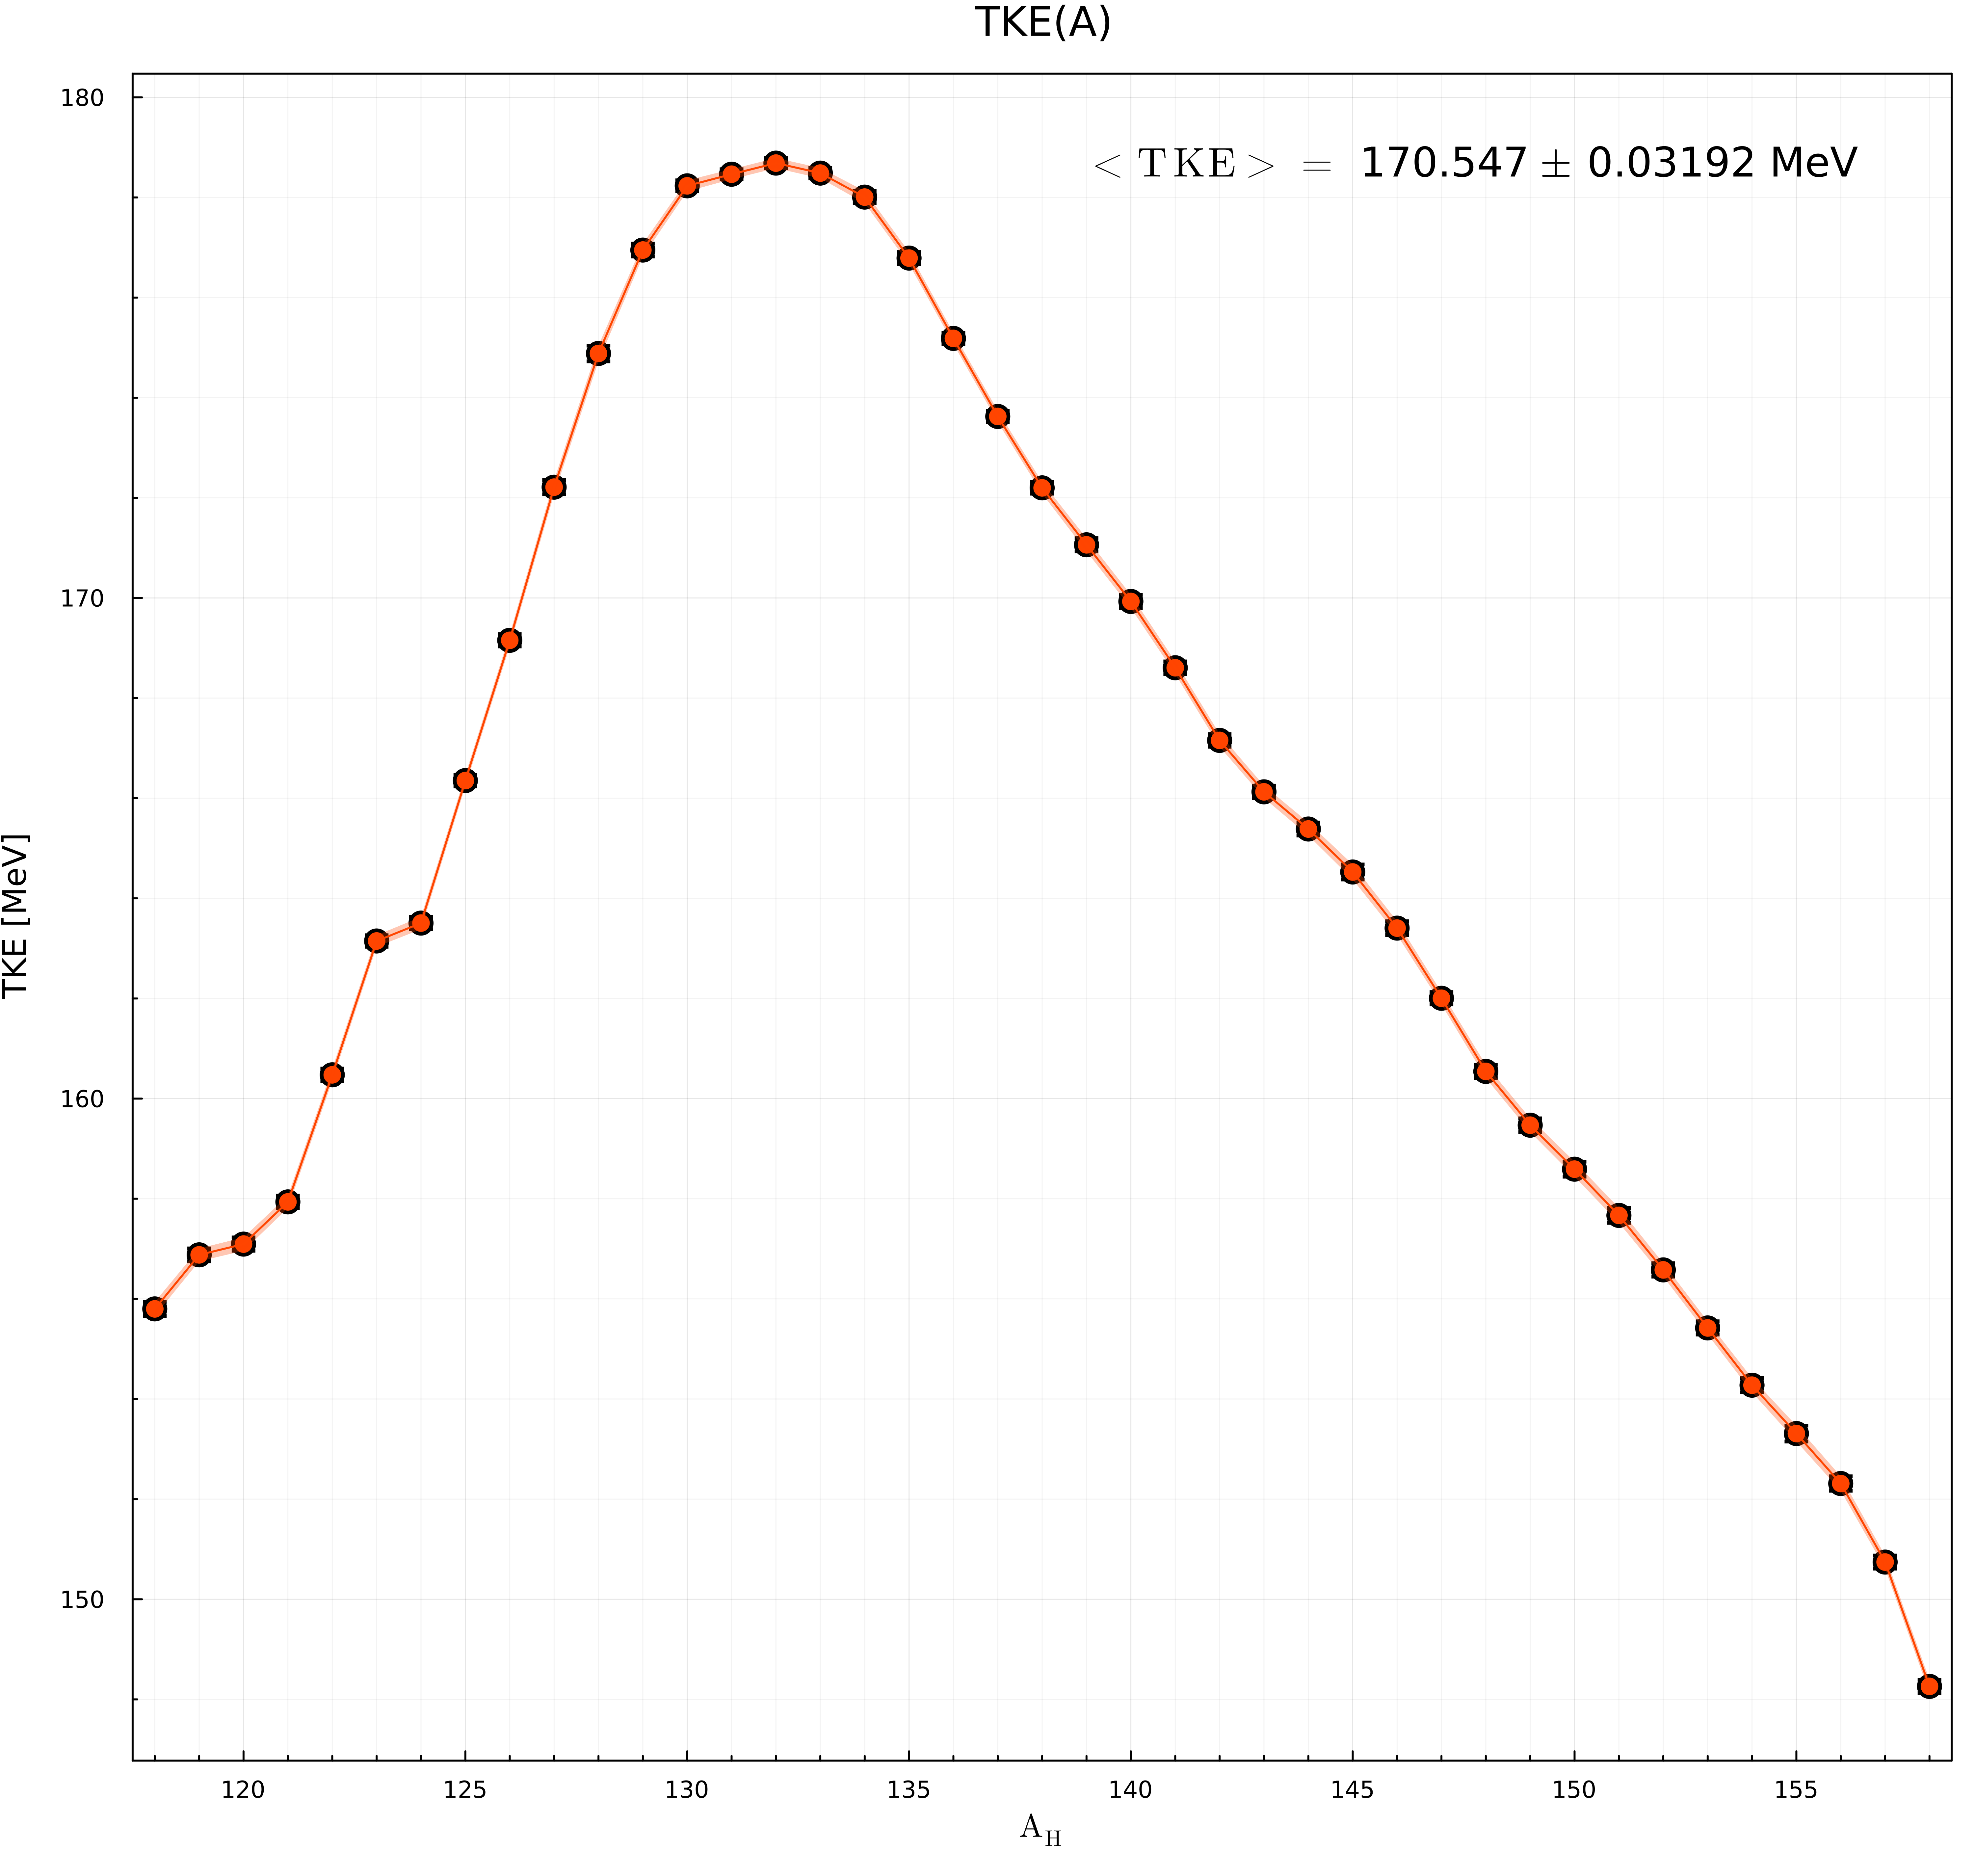 TKE(A)
180
< TKE > = 170.547 ± 0.03192 MeV
170
TKE [MeV]
160
150
120 125 130 135 140 145 150 155
A_H